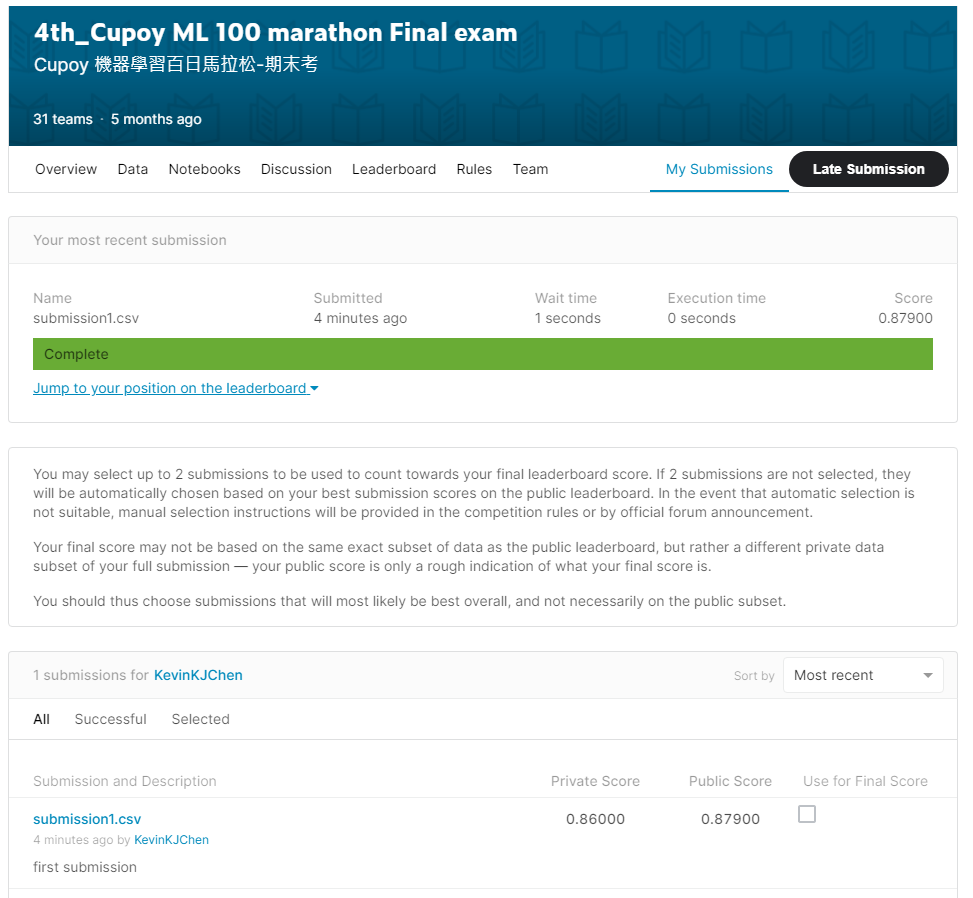 4th_Cupoy ML 100 marathon Final exam
Cupoy 機器學習百日馬拉松-期末考
31 teams · 5 months ago
Overview Data Notebooks Discussion Leaderboard Rules Team My Submissions Late Submission
Your most recent submission
Name Submitted Wait time Execution time Score
submission1.csv 4 minutes ago 1 seconds 0 seconds 0.87900
Complete
Jump to your position on the leaderboard
You may select up to 2 submissions to be used to count towards your final leaderboard score. If 2 submissions are not selected, they
will be automatically chosen based on your best submission scores on the public leaderboard. In the event that automatic selection is
not suitable, manual selection instructions will be provided in the competition rules or by official forum announcement.
Your final score may not be based on the same exact subset of data as the public leaderboard, but rather a different private data
subset of your full submission — your public score is only a rough indication of what your final score is.
You should thus choose submissions that will most likely be best overall, and not necessarily on the public subset.
1 submissions for KevinKJChen Sort by Most recent
All Successful Selected
Submission and Description Private Score Public Score Use for Final Score
submission1.csv 0.86000 0.87900
4 minutes ago by KevinKJChen
first submission